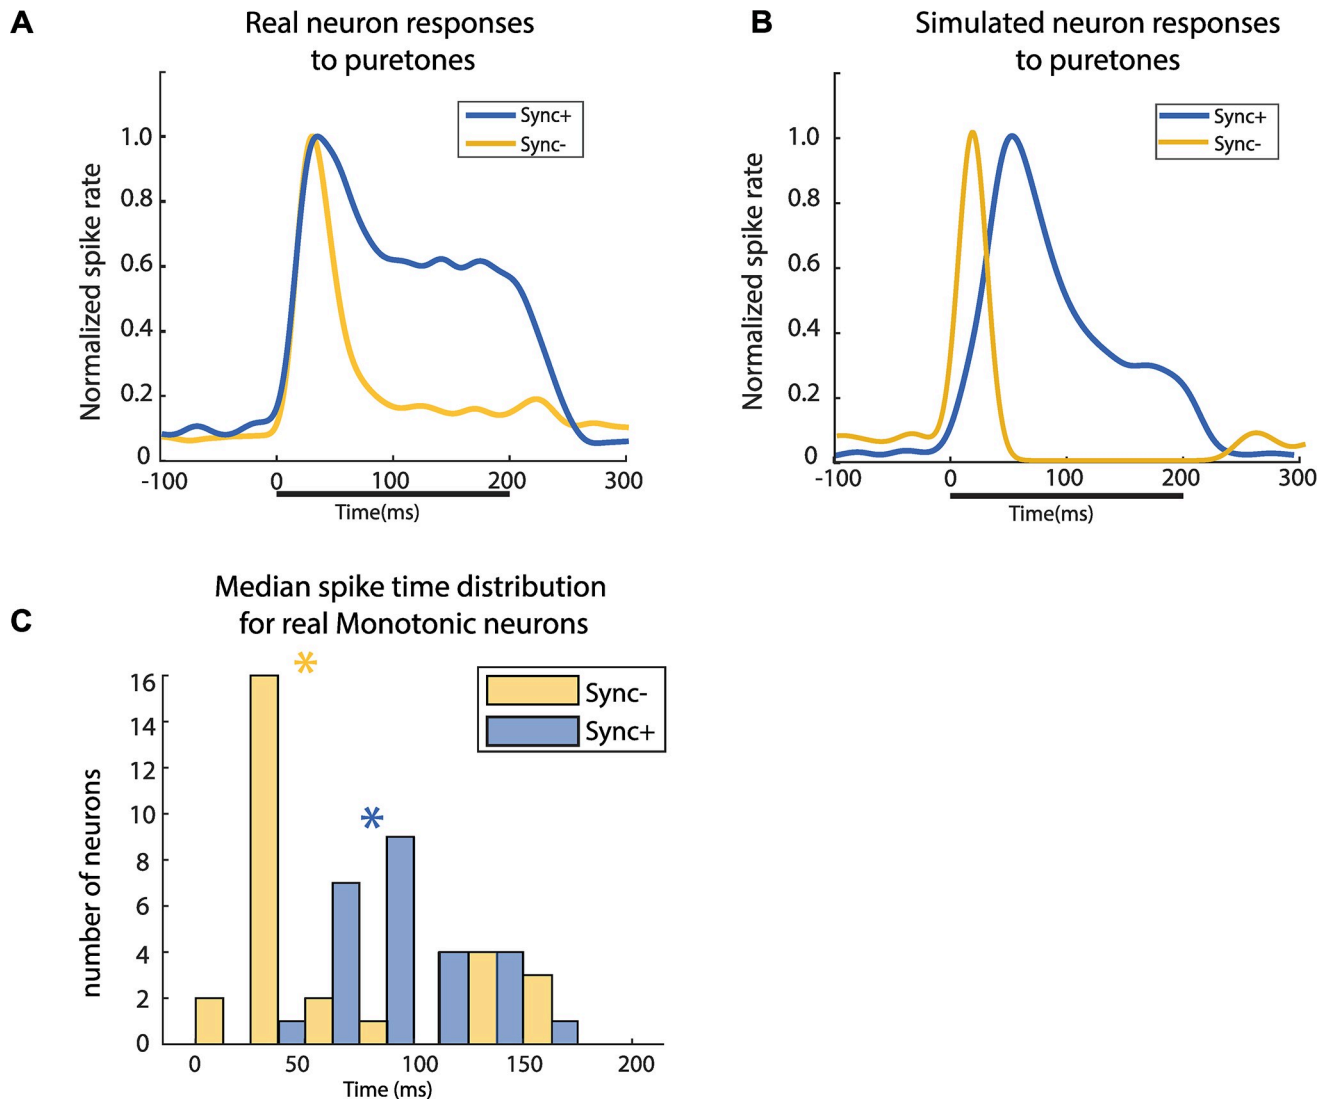 A
Real neuron responses
to puretones
Sync+
Sync-
Normalized spike rate
1.0
0.8
0.6
0.4
0.2
0
-100
0
100
200
300
Time(ms)
B
Simulated neuron responses
to puretones
Sync+
Sync-
Normalized spike rate
1.0
0.8
0.6
0.4
0.2
0
-100
0
100
200
300
Time(ms)
C
Median spike time distribution
for real Monotonic neurons
*
*
Sync-
Sync+
number of neurons
16
14
12
10
8
6
4
2
0
0
50
100
150
200
Time (ms)